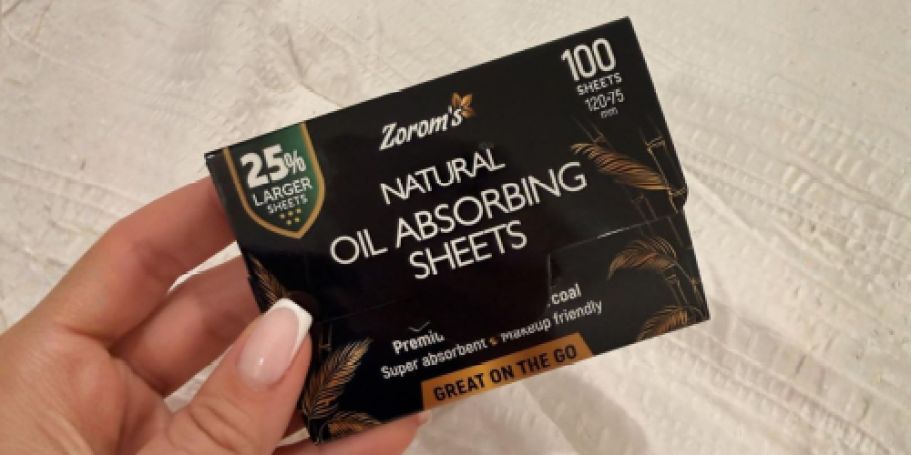 Zorom's
100
SHEETS
120×75
mm
25%
LARGER
SHEETS
NATURAL
OIL ABSORBING
SHEETS
coal
Super absorbent Makeup friendly
GREAT ON THE GO